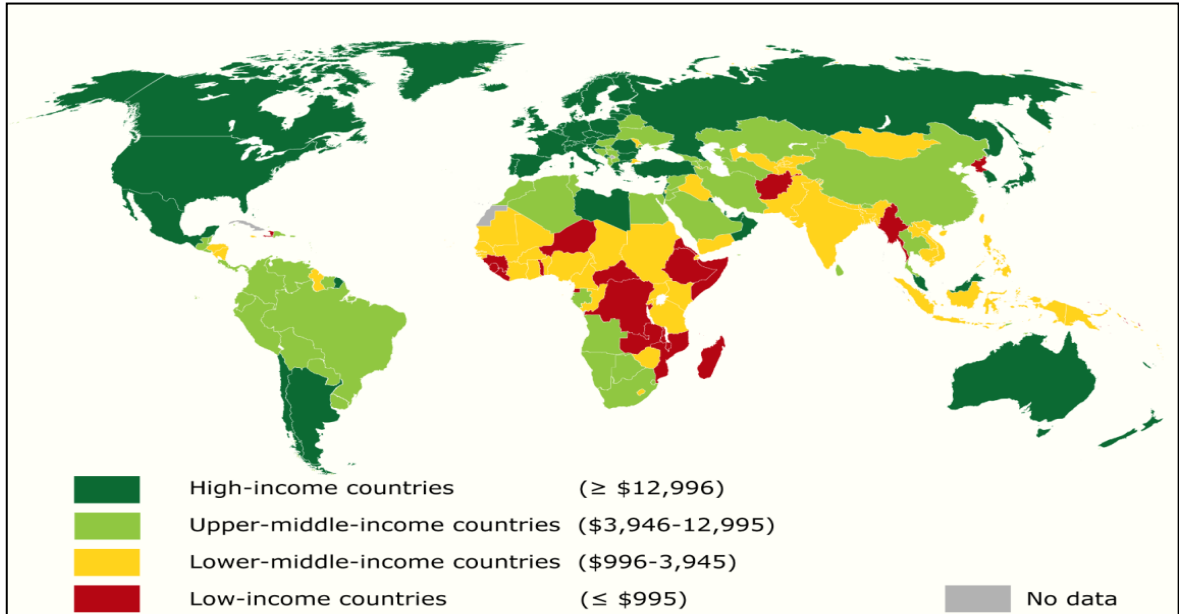 High-income countries (≥ $12,996)
Upper-middle-income countries ($3,946-12,995)
Lower-middle-income countries ($996-3,945)
Low-income countries (≤ $995)
No data